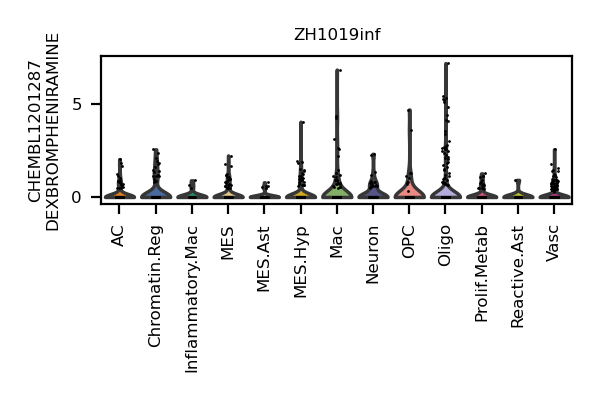 ZH1019inf
CHEMBL1201287
DEXBROMPHENIRAMINE
5
0
AC
Chromatin.Reg
Inflammatory.Mac
MES
MES.Ast
MES.Hyp
Mac
Neuron
OPC
Oligo
Prolif.Metab
Reactive.Ast
Vasc